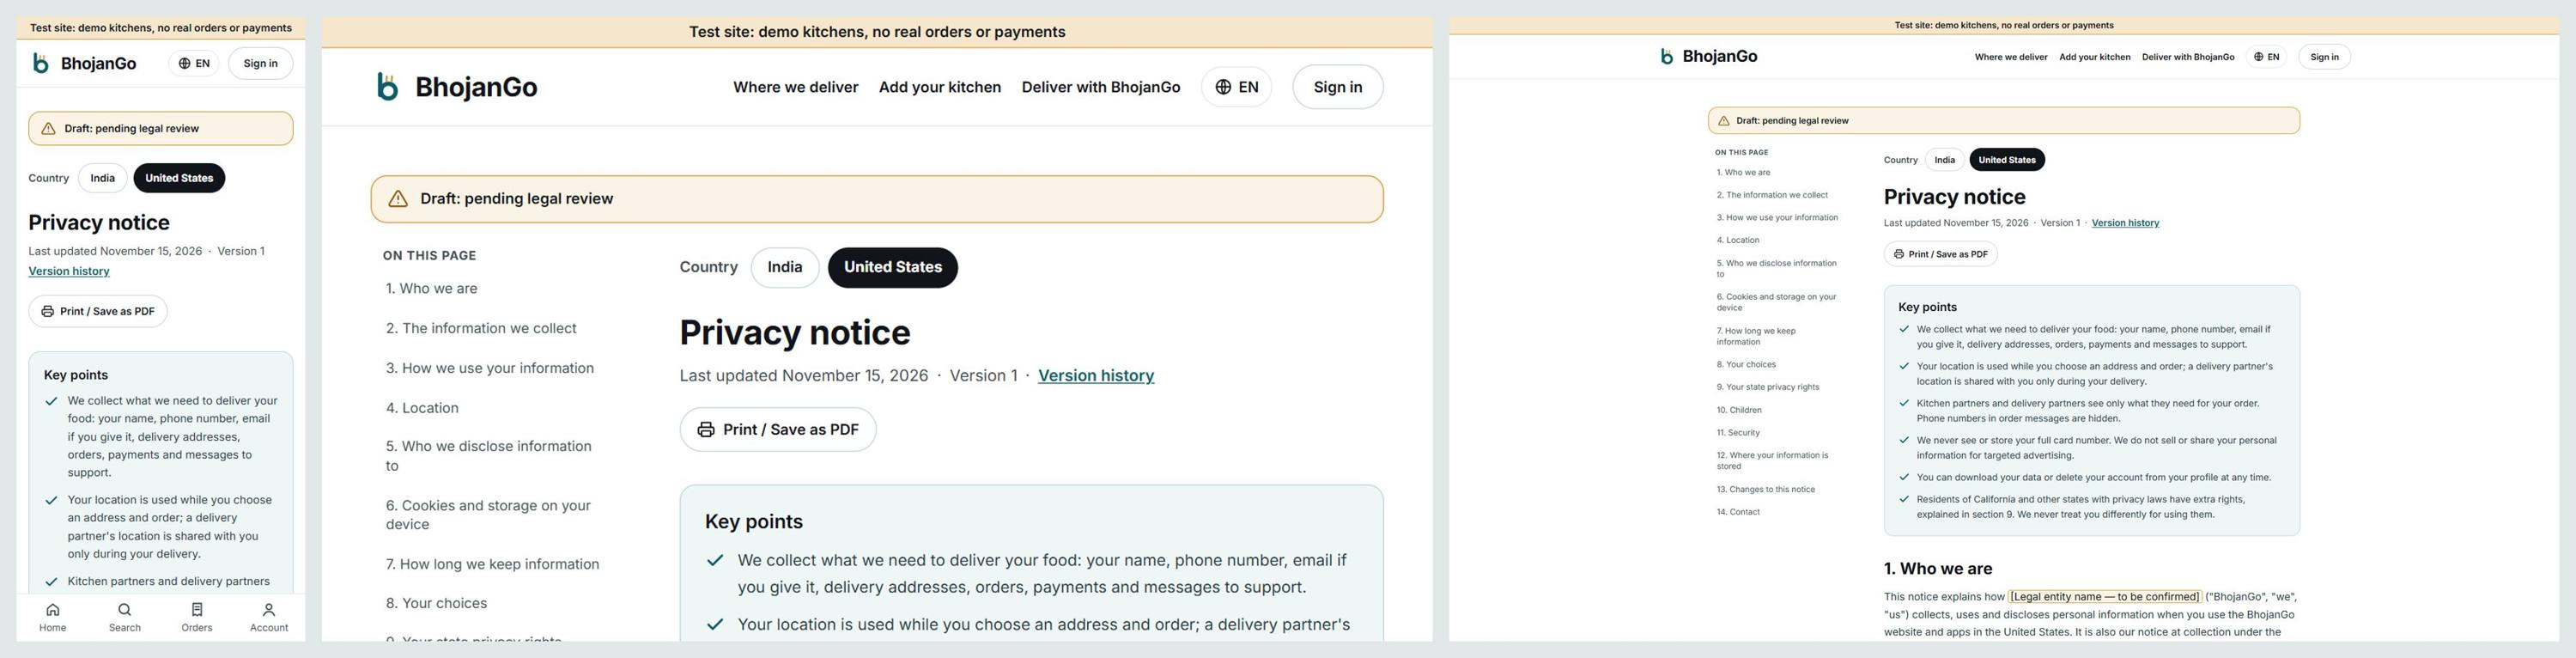 Test site: demo kitchens, no real orders or payments
BhojanGo
EN
Sign in
Draft: pending legal review
Country
India
United States
Privacy notice
Last updated November 15, 2026 · Version 1
Version history
Print / Save as PDF
Key points
We collect what we need to deliver your
food: your name, phone number, email
if you give it, delivery addresses,
orders, payments and messages to
support.
Your location is used while you choose
an address and order; a delivery
partner's location is shared with you
only during your delivery.
Kitchen partners and delivery partners
Home
Search
Orders
Account
Test site: demo kitchens, no real orders or payments
BhojanGo
Where we deliver
Add your kitchen
Deliver with BhojanGo
EN
Sign in
Draft: pending legal review
ON THIS PAGE
1. Who we are
2. The information we collect
3. How we use your information
4. Location
5. Who we disclose information
to
6. Cookies and storage on your
device
7. How long we keep information
8. Your choices
9. Your state privacy rights
Country
India
United States
Privacy notice
Last updated November 15, 2026 · Version 1 · Version history
Print / Save as PDF
Key points
We collect what we need to deliver your food: your name, phone number, email if
you give it, delivery addresses, orders, payments and messages to support.
Your location is used while you choose an address and order; a delivery partner's
Test site: demo kitchens, no real orders or payments
BhojanGo
Where we deliver
Add your kitchen
Deliver with BhojanGo
EN
Sign in
Draft: pending legal review
ON THIS PAGE
1. Who we are
2. The information we collect
3. How we use your information
4. Location
5. Who we disclose information
to
6. Cookies and storage on your
device
7. How long we keep
information
8. Your choices
9. Your state privacy rights
10. Children
11. Security
12. Where your information is
stored
13. Changes to this notice
14. Contact
Country
India
United States
Privacy notice
Last updated November 15, 2026 · Version 1 · Version history
Print / Save as PDF
Key points
We collect what we need to deliver your food: your name, phone number, email if
you give it, delivery addresses, orders, payments and messages to support.
Your location is used while you choose an address and order; a delivery partner's
location is shared with you only during your delivery.
Kitchen partners and delivery partners see only what they need for your order.
Phone numbers in order messages are hidden.
We never see or store your full card number. We do not sell or share your personal
information for targeted advertising.
You can download your data or delete your account from your profile at any time.
Residents of California and other states with privacy laws have extra rights,
explained in section 9. We never treat you differently for using them.
1. Who we are
This notice explains how [Legal entity name — to be confirmed] ("BhojanGo", "we",
"us") collects, uses and discloses personal information when you use the BhojanGo
website and apps in the United States. It is also our notice at collection under the